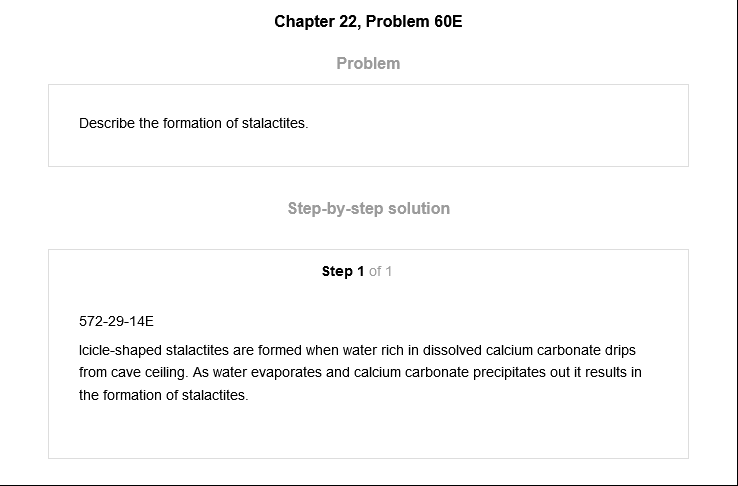 Chapter 22, Problem 60E
Problem
Describe the formation of stalactites.
Step-by-step solution
Step 1 of 1
572-29-14E
Icicle-shaped stalactites are formed when water rich in dissolved calcium carbonate drips
from cave ceiling. As water evaporates and calcium carbonate precipitates out it results in
the formation of stalactites.